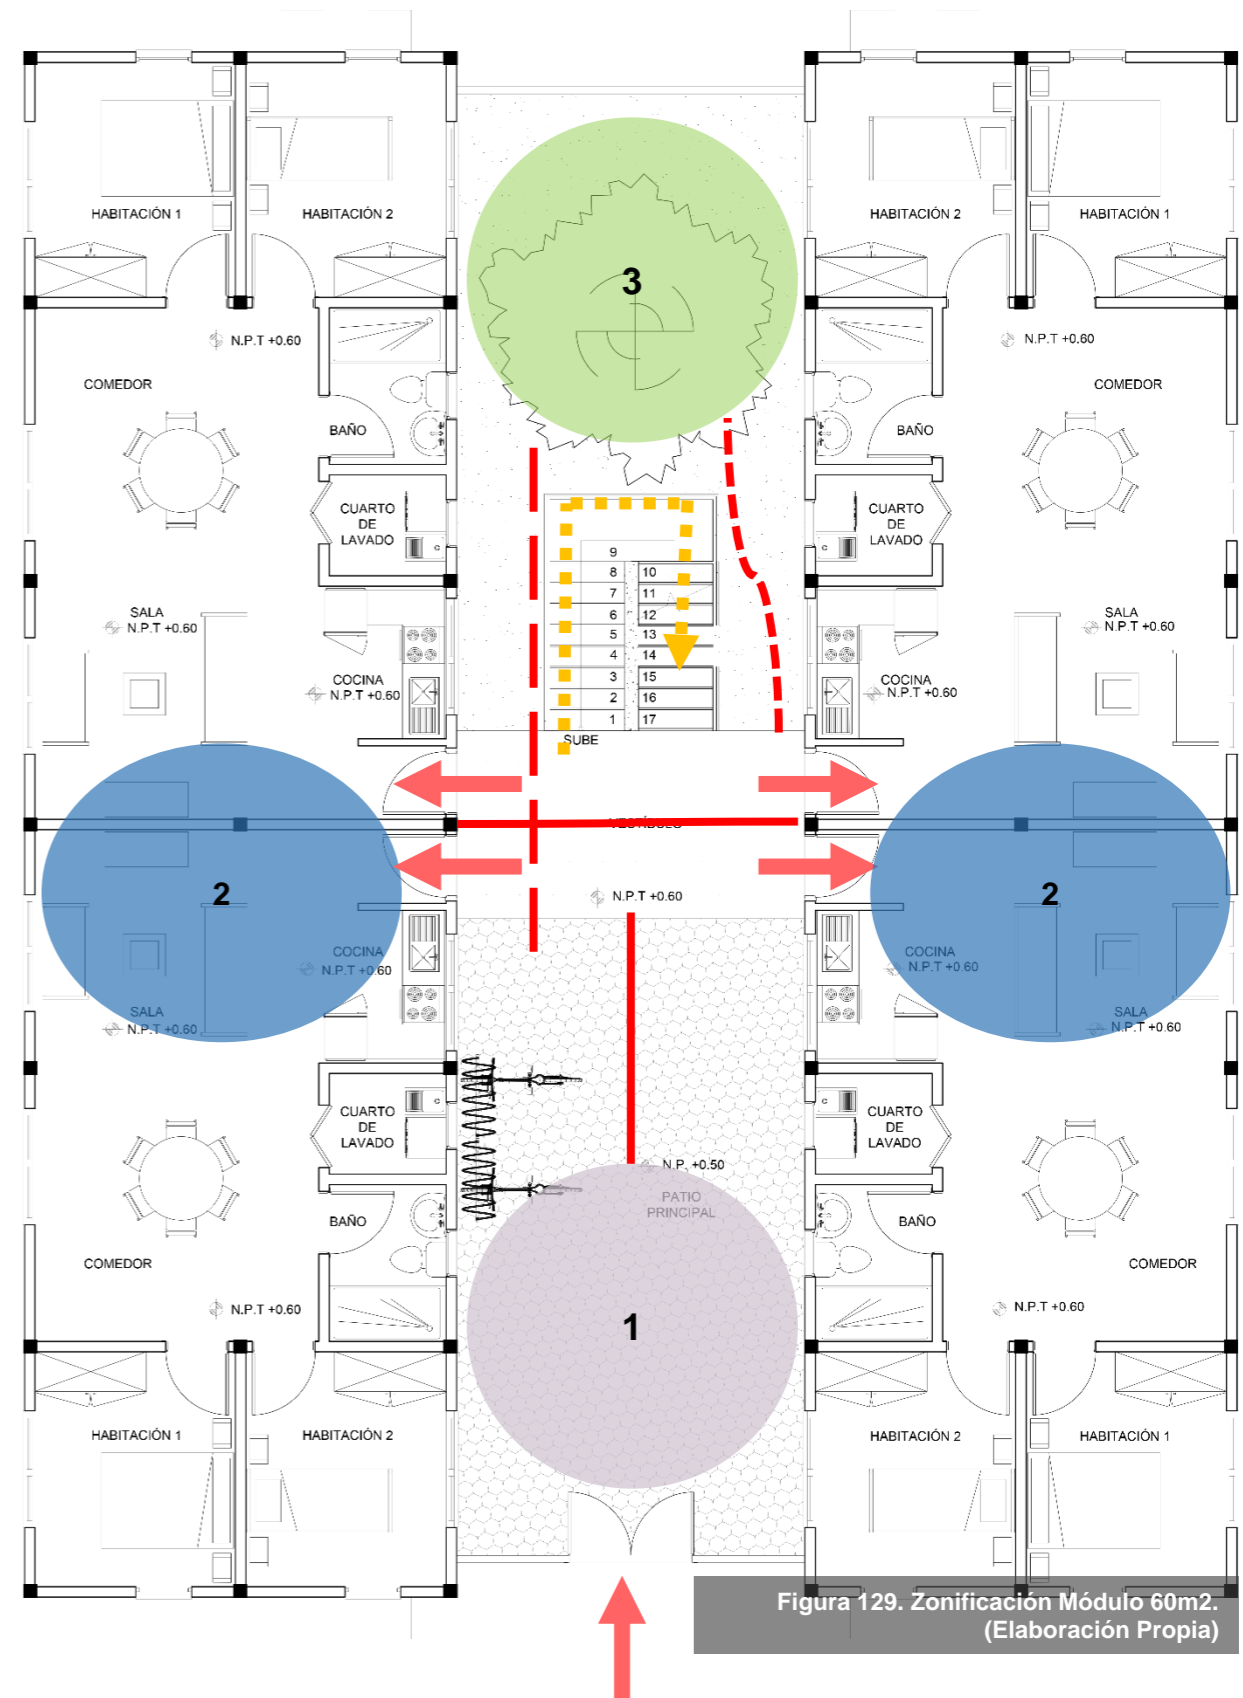 HABITACIÓN 1
HABITACIÓN 2
HABITACIÓN 2
HABITACIÓN 1
3
N.P.T +0.60
N.P.T +0.60
COMEDOR
COMEDOR
BAÑO
BAÑO
CUARTO
DE
LAVADO
CUARTO
DE
LAVADO
9
8
7
6
5
4
3
2
1
10
11
12
13
14
15
16
17
SUBE
SALA
N.P.T +0.60
SALA
N.P.T +0.60
COCINA
N.P.T +0.60
COCINA
N.P.T +0.60
VESTÍBULO
N.P.T +0.60
2
2
COCINA
N.P.T +0.60
COCINA
N.P.T +0.60
SALA
N.P.T +0.60
SALA
N.P.T +0.60
CUARTO
DE
LAVADO
CUARTO
DE
LAVADO
N.P. +0.50
PATIO
PRINCIPAL
BAÑO
BAÑO
COMEDOR
COMEDOR
N.P.T +0.60
N.P.T +0.60
1
HABITACIÓN 1
HABITACIÓN 2
HABITACIÓN 2
HABITACIÓN 1
Figura 129. Zonificación Módulo 60m2.
(Elaboración Propia)